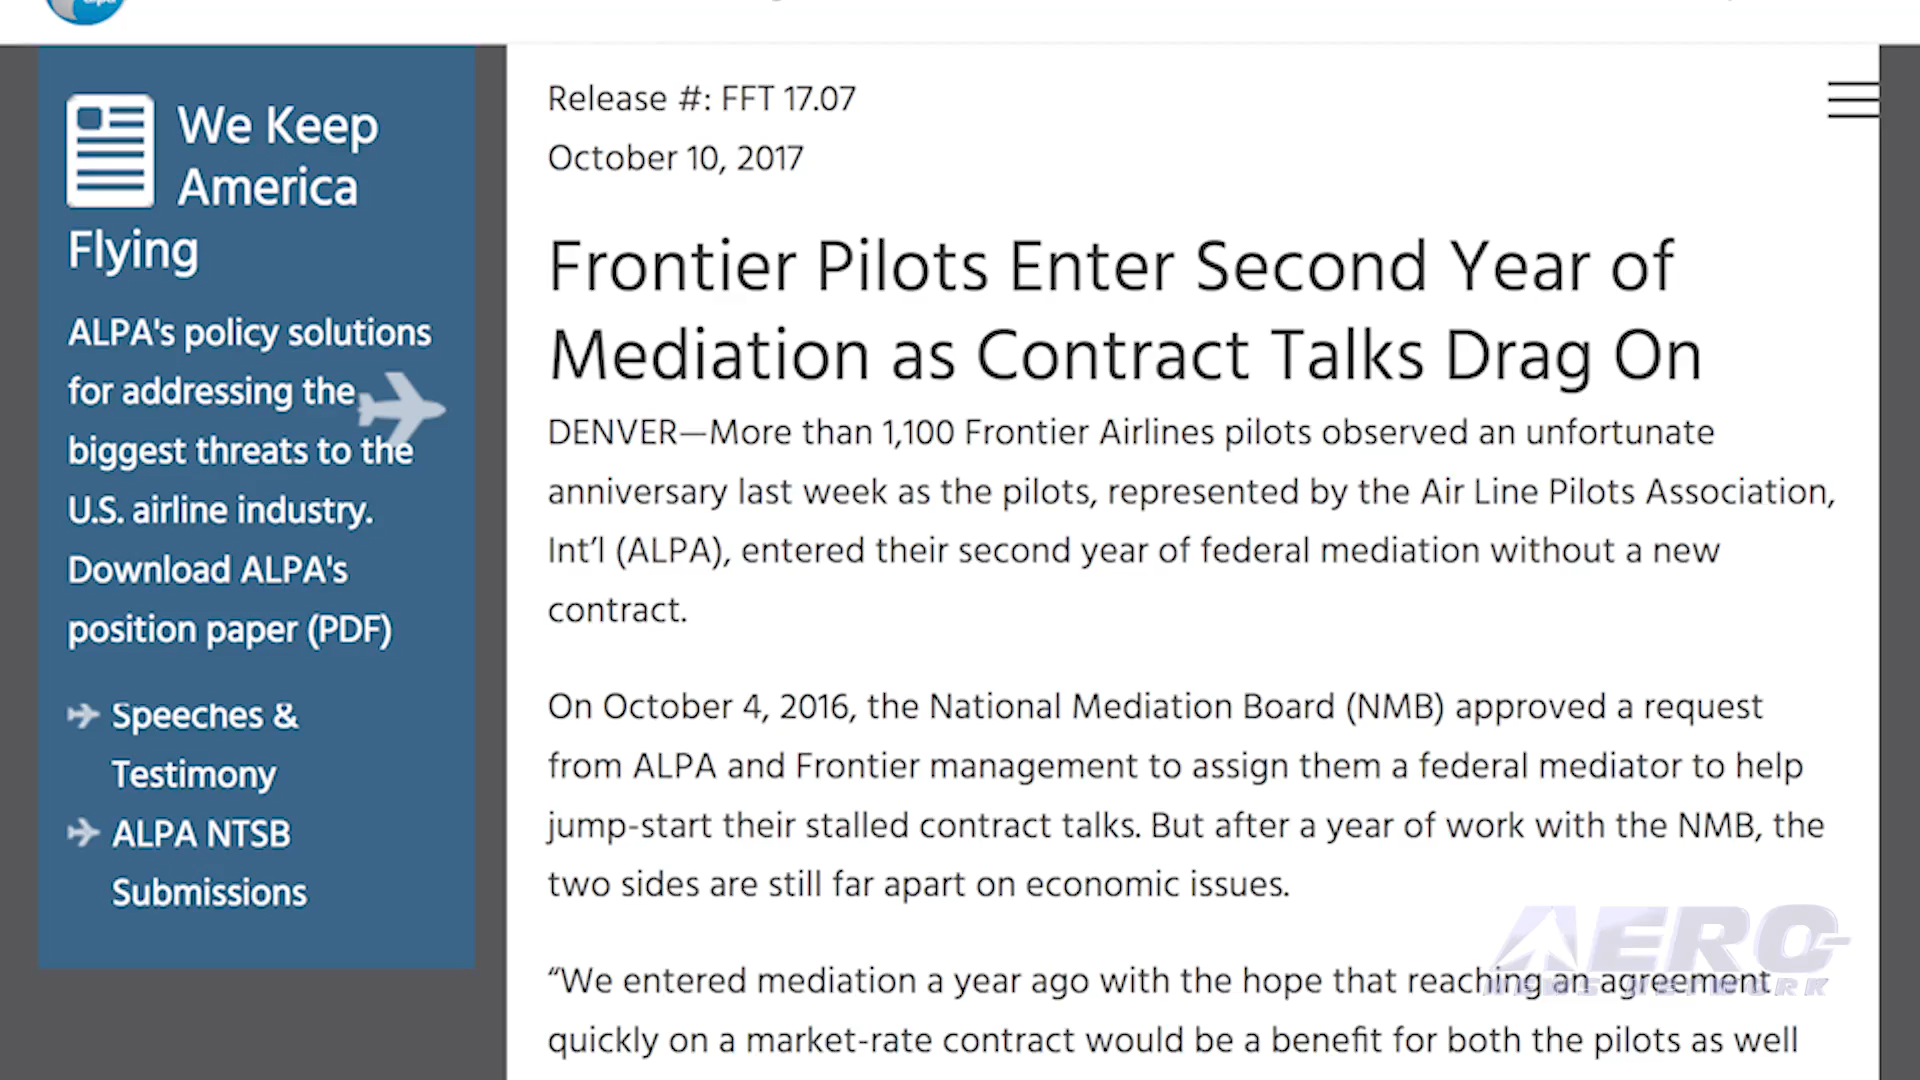 We Keep
America
Flying
ALPA's policy solutions
for addressing the
biggest threats to the
U.S. airline industry.
Download ALPA's
position paper (PDF)
Speeches &
Testimony
ALPA NTSB
Submissions
Release #: FFT 17.07
October 10, 2017
Frontier Pilots Enter Second Year of
Mediation as Contract Talks Drag On
DENVER—More than 1,100 Frontier Airlines pilots observed an unfortunate
anniversary last week as the pilots, represented by the Air Line Pilots Association,
Int’l (ALPA), entered their second year of federal mediation without a new
contract.
On October 4, 2016, the National Mediation Board (NMB) approved a request
from ALPA and Frontier management to assign them a federal mediator to help
jump-start their stalled contract talks. But after a year of work with the NMB, the
two sides are still far apart on economic issues.
“We entered mediation a year ago with the hope that reaching an agreement
quickly on a market-rate contract would be a benefit for both the pilots as well
AERO-
NEWS NETWORK